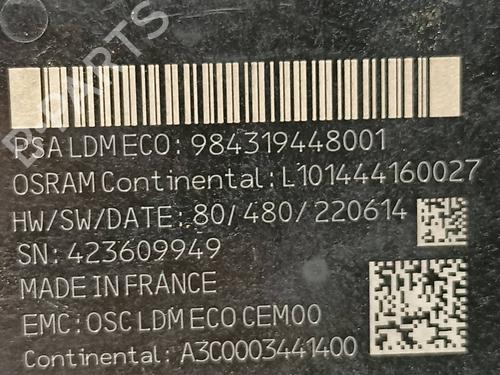 B-PARTS
PSA LDM ECO: 984319448001
OSRAM Continental: L101444160027
HW/SW/DATE: 80/480/220614
SN: 423609949
MADE IN FRANCE
EMC: OSC LDM ECO CEM00
Continental: A3C0003441400